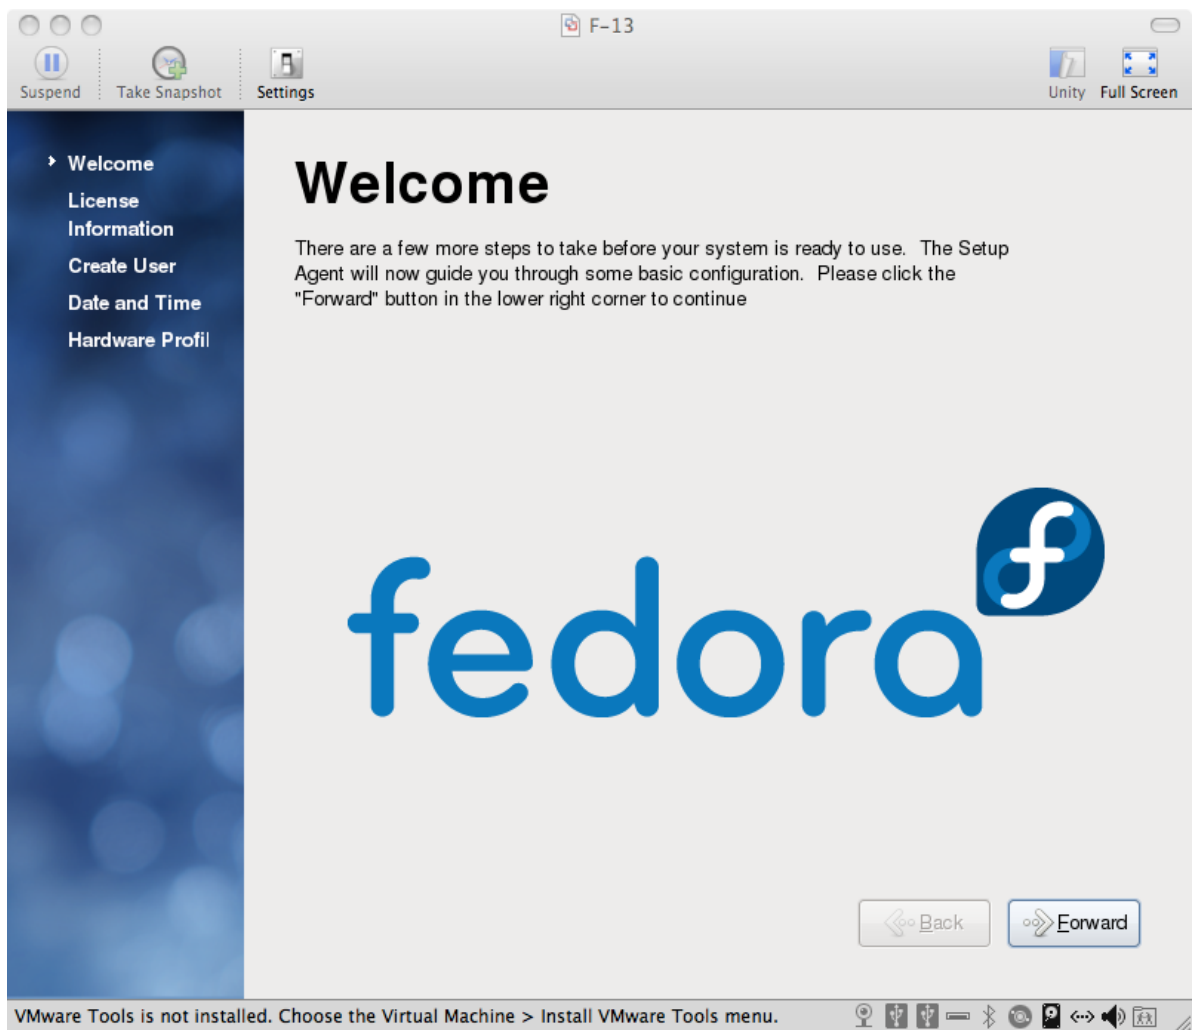 F-13
Suspend
Take Snapshot
Settings
Unity
Full Screen
Welcome
License
Information
Create User
Date and Time
Hardware Profil
Welcome
There are a few more steps to take before your system is ready to use. The Setup
Agent will now guide you through some basic configuration. Please click the
"Forward" button in the lower right corner to continue
fedora
Back
Forward
VMware Tools is not installed. Choose the Virtual Machine > Install VMware Tools menu.